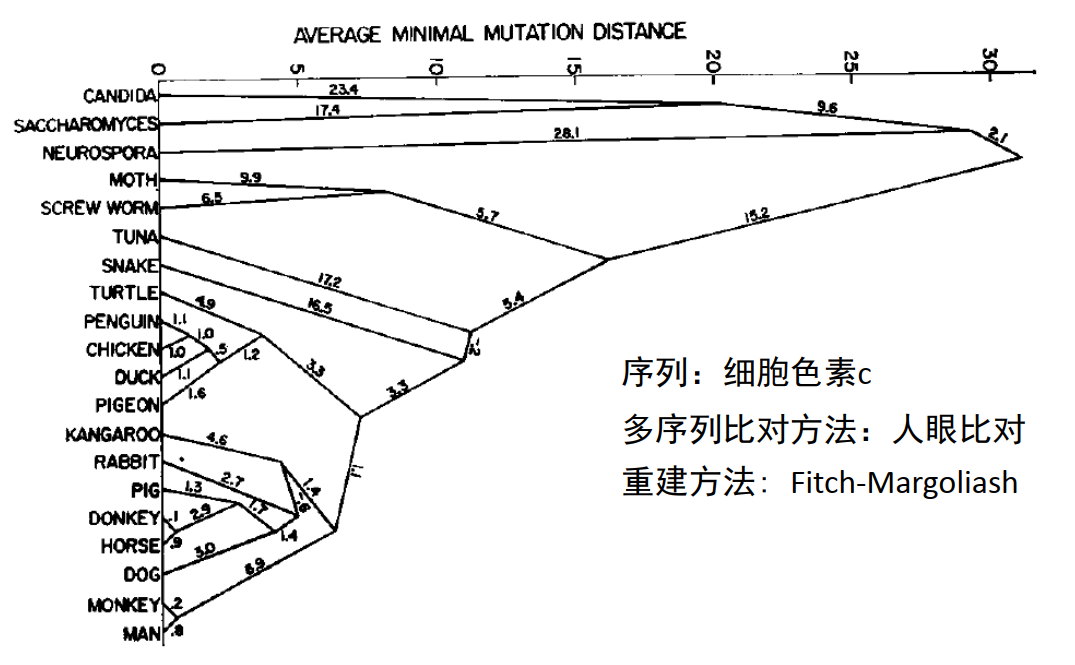 AVERAGE MINIMAL MUTATION DISTANCE
0 5 10 15 20 25 30
CANDIDA 23.4
SACCHAROMYCES 17.4 9.6
NEUROSPORA 28.1 2.1
MOTH 9.9
SCREW WORM 6.5 5.7 15.2
TUNA 17.2
SNAKE 16.5 5.4
TURTLE 4.9
PENGUIN 1.1 1.0
CHICKEN 1.0 .5 1.2 3.3 .2
DUCK 1.1
PIGEON 1.6 3.3
KANGAROO 4.6
RABBIT 2.7 1.4 1.1
PIG 1.3 1.7 .6
DONKEY .1 2.9 1.4
HORSE .9
DOG 3.0 8.9
MONKEY .2
MAN .8
序列：细胞色素c
多序列比对方法：人眼比对
重建方法：Fitch-Margoliash